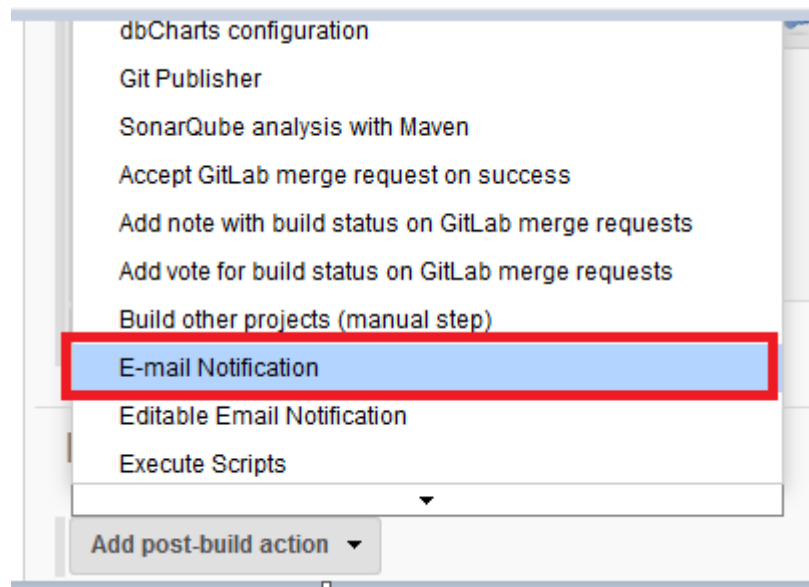 dbCharts configuration
Git Publisher
SonarQube analysis with Maven
Accept GitLab merge request on success
Add note with build status on GitLab merge requests
Add vote for build status on GitLab merge requests
Build other projects (manual step)
E-mail Notification
Editable Email Notification
Execute Scripts
Add post-build action